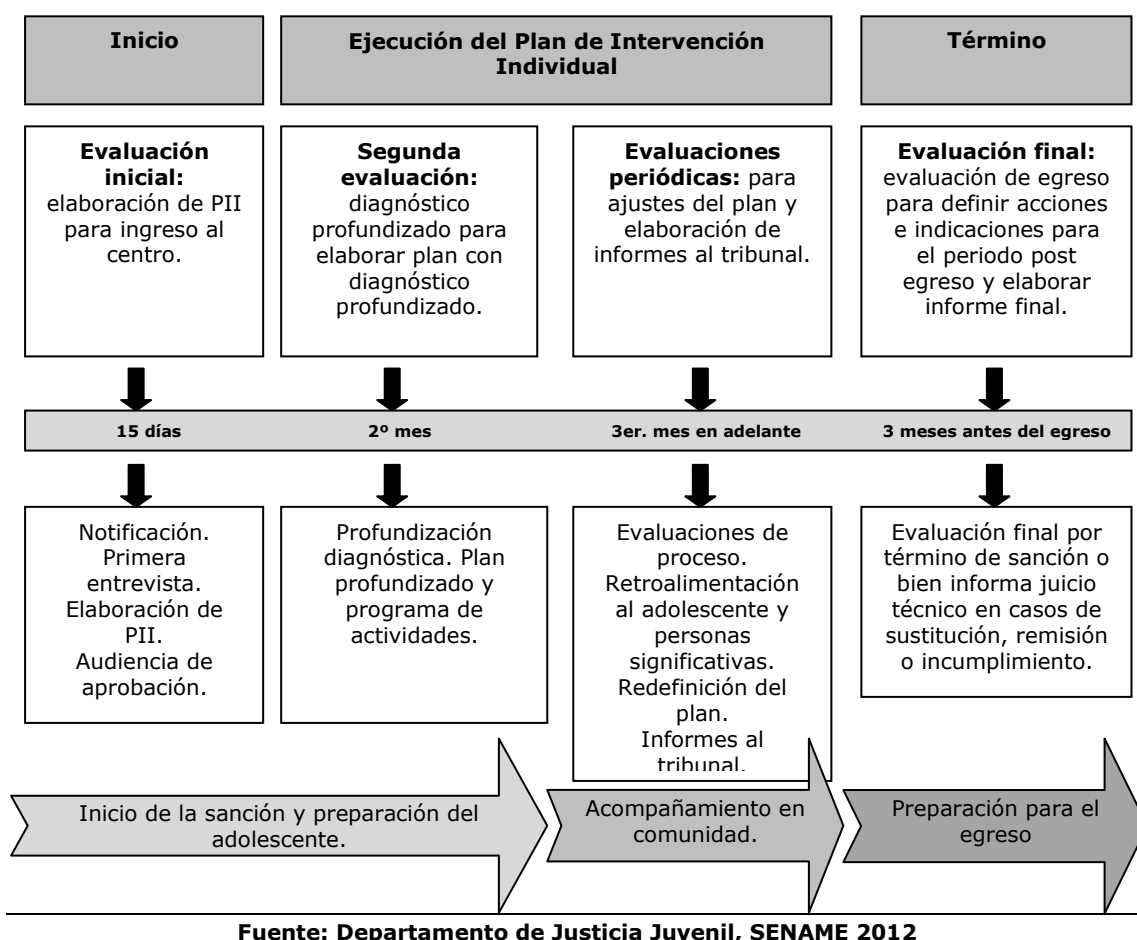 Inicio
Ejecución del Plan de Intervención
Individual
Término
Evaluación
inicial:
elaboración de PII
para ingreso al
centro.
Segunda
evaluación:
diagnóstico
profundizado para
elaborar plan con
diagnóstico
profundizado.
Evaluaciones
periódicas: para
ajustes del plan y
elaboración de
informes al tribunal.
Evaluación final:
evaluación de egreso
para definir acciones
e indicaciones para
el periodo post
egreso y elaborar
informe final.
15 días
2º mes
3er. mes en adelante
3 meses antes del egreso
Notificación.
Primera
entrevista.
Elaboración de
PII.
Audiencia de
aprobación.
Profundización
diagnóstica. Plan
profundizado y
programa de
actividades.
Evaluaciones de
proceso.
Retroalimentación
al adolescente y
personas
significativas.
Redefinición del
plan.
Informes al
tribunal.
Evaluación final por
término de sanción o
bien informa juicio
técnico en casos de
sustitución, remisión
o incumplimiento.
Inicio de la sanción y preparación del
adolescente.
Acompañamiento en
comunidad.
Preparación para el
egreso
Fuente: Departamento de Justicia Juvenil, SENAME 2012